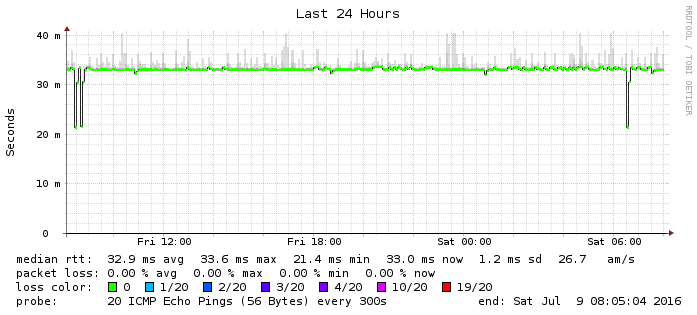 Last 24 Hours
RRDTOOL / TOBI OETIKER
Seconds
40 m
30 m
20 m
10 m
0
Fri 12:00 Fri 18:00 Sat 00:00 Sat 06:00
median rtt: 32.9 ms avg 33.6 ms max 21.4 ms min 33.0 ms now 1.2 ms sd 26.7 am/s
packet loss: 0.00 % avg 0.00 % max 0.00 % min 0.00 % now
loss color: 0 1/20 2/20 3/20 4/20 10/20 19/20
probe: 20 ICMP Echo Pings (56 Bytes) every 300s end: Sat Jul 9 08:05:04 2016